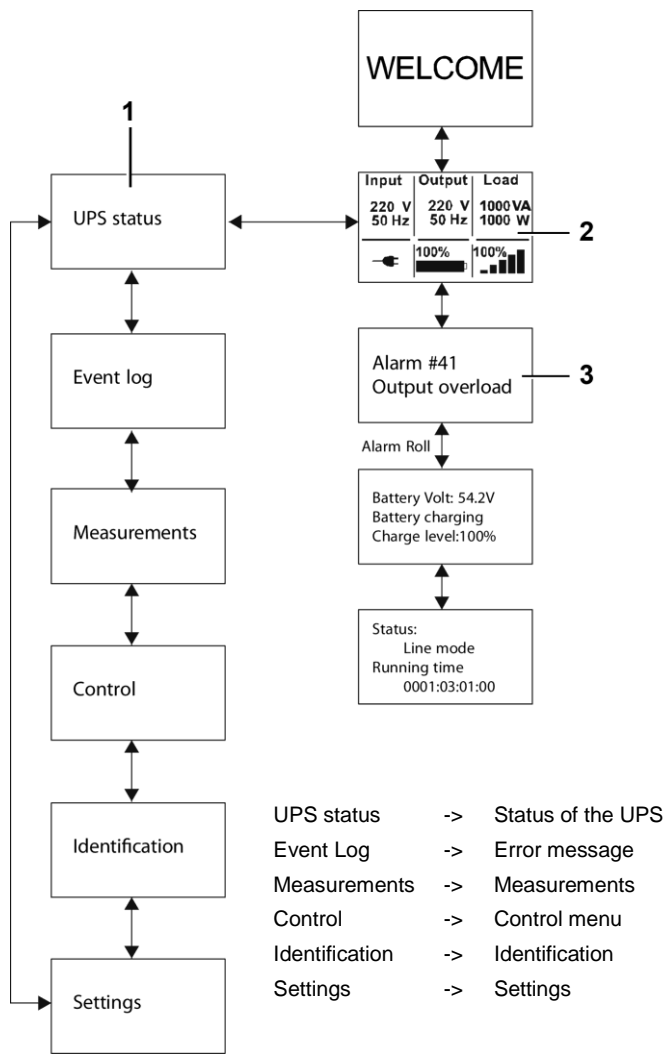 WELCOME
1
UPS status
Input Output Load
220 V 220 V 1000 VA
50 Hz 50 Hz 1000 W
100% 100%
2
Event log
Alarm #41
Output overload
3
Alarm Roll
Measurements
Battery Volt: 54.2V
Battery charging
Charge level:100%
Control
Status:
Line mode
Running time
0001:03:01:00
Identification
Settings
UPS status -> Status of the UPS
Event Log -> Error message
Measurements -> Measurements
Control -> Control menu
Identification -> Identification
Settings -> Settings